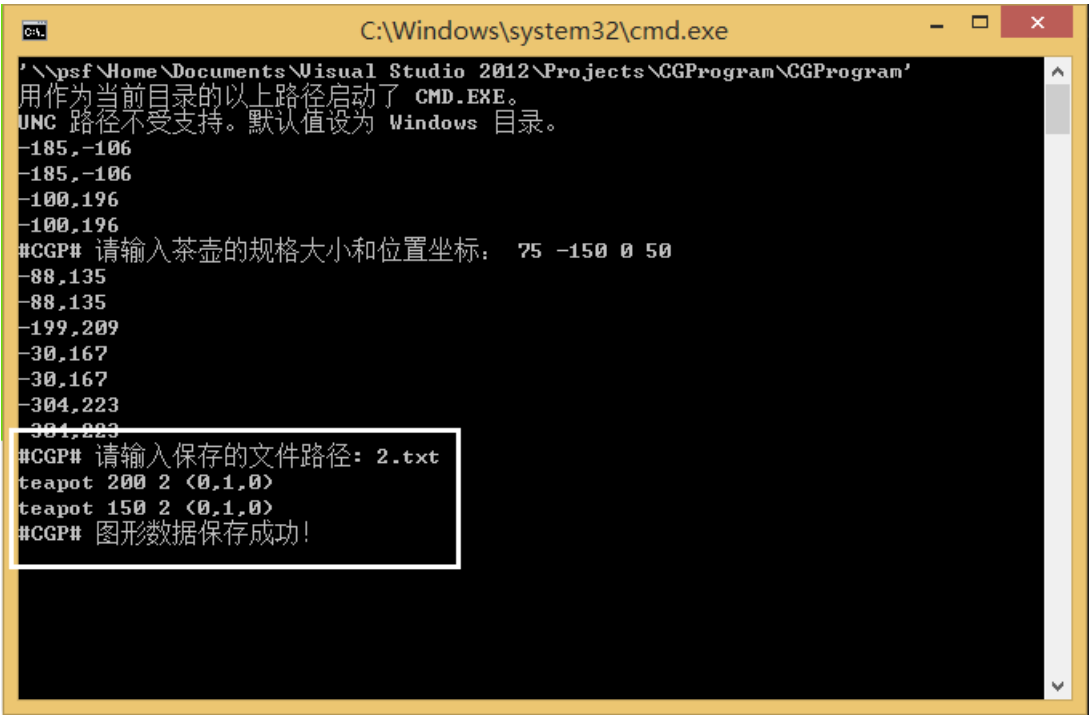 C:\Windows\system32\cmd.exe
'\\psf\Home\Documents\Visual Studio 2012\Projects\CGProgram\CGProgram'
用作为当前目录的以上路径启动了 CMD.EXE。
UNC 路径不受支持。默认值设为 Windows 目录。
-185,-106
-185,-106
-100,196
-100,196
#CGP# 请输入茶壶的规格大小和位置坐标： 75 -150 0 50
-88,135
-88,135
-199,209
-30,167
-30,167
-304,223
-304,223
#CGP# 请输入保存的文件路径: 2.txt
teapot 200 2 (0,1,0)
teapot 150 2 (0,1,0)
#CGP# 图形数据保存成功!